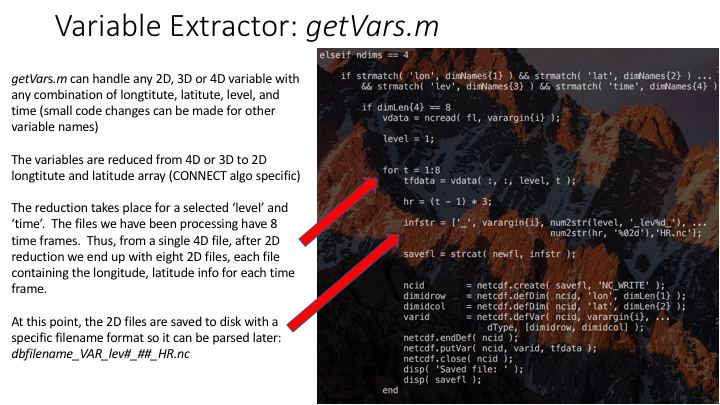 Variable Extractor: getVars.m
getVars.m can handle any 2D, 3D or 4D variable with
any combination of longtitute, latitute, level, and
time (small code changes can be made for other
variable names)
The variables are reduced from 4D or 3D to 2D
longtitute and latitute array (CONNECT algo specific)
The reduction takes place for a selected ‘level’ and
‘time’.  The files we have been processing have 8
time frames.  Thus, from a single 4D file, after 2D
reduction we end up with eight 2D files, each file
containing the longitude, latitute info for each time
frame.
At this point, the 2D files are saved to disk with a
specific filename format so it can be parsed later:
dbfilename_VAR_lev#_##_HR.nc
elseif ndims == 4
if strmatch( 'lon', dimNames{1} ) && strmatch( 'lat', dimNames{2} ) ...
&& strmatch( 'lev', dimNames{3} ) && strmatch( 'time', dimNames{4} )
if dimLen{4} == 8
vdata = ncread( fl, varargin{i} );
level = 1;
for t = 1:8
tfdata = vdata( :, :, level, t );
hr = (t - 1) * 3;
infstr = ['_', varargin{i}, num2str(level, '_lev%d_'), ...
num2str(hr, '%02d'),'HR.nc'];
savefl = strcat( newfl, infstr );
ncid = netcdf.create( savefl, 'NC_WRITE' );
dimidrow = netcdf.defDim( ncid, 'lon', dimLen{1} );
dimidcol = netcdf.defDim( ncid, 'lat', dimLen{2} );
varid = netcdf.defVar( ncid, varargin{i}, ...
dType, [dimidrow, dimidcol] );
netcdf.endDef( ncid );
netcdf.putVar( ncid, varid, tfdata );
netcdf.close( ncid );
disp( 'Saved file: ' );
disp( savefl );
end